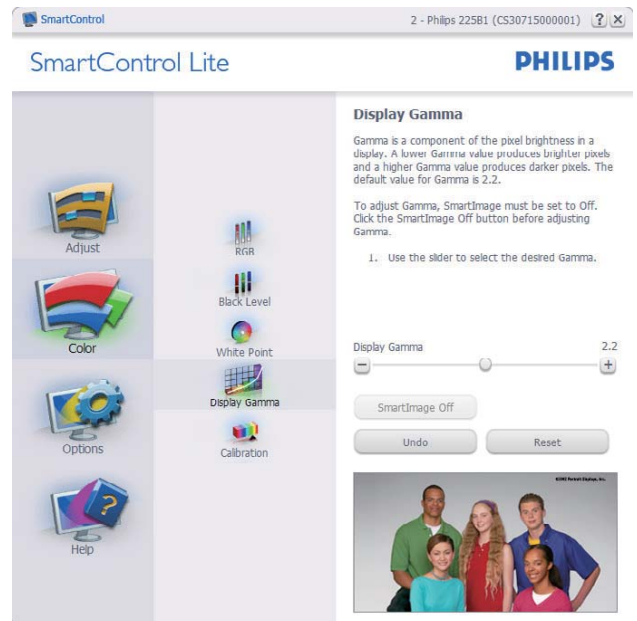 SmartControl
2 - Philips 225B1 (CS30715000001)
? ×
SmartControl Lite
PHILIPS
Adjust
Color
Options
Help
RGB
Black Level
White Point
Display Gamma
Calibration
Display Gamma
Gamma is a component of the pixel brightness in a
display. A lower Gamma value produces brighter pixels
and a higher Gamma value produces darker pixels. The
default value for Gamma is 2.2.
To adjust Gamma, SmartImage must be set to Off.
Click the SmartImage Off button before adjusting
Gamma.
1. Use the slider to select the desired Gamma.
Display Gamma 2.2
SmartImage Off
Undo Reset